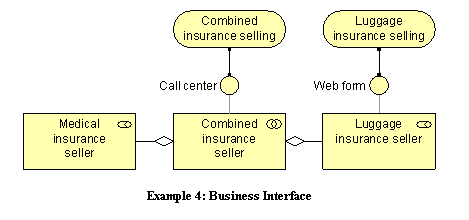 Combined
insurance selling
Luggage
insurance selling
Call center
Web form
Medical
insurance
seller
Combined
insurance
seller
Luggage
insurance seller
Example 4: Business Interface